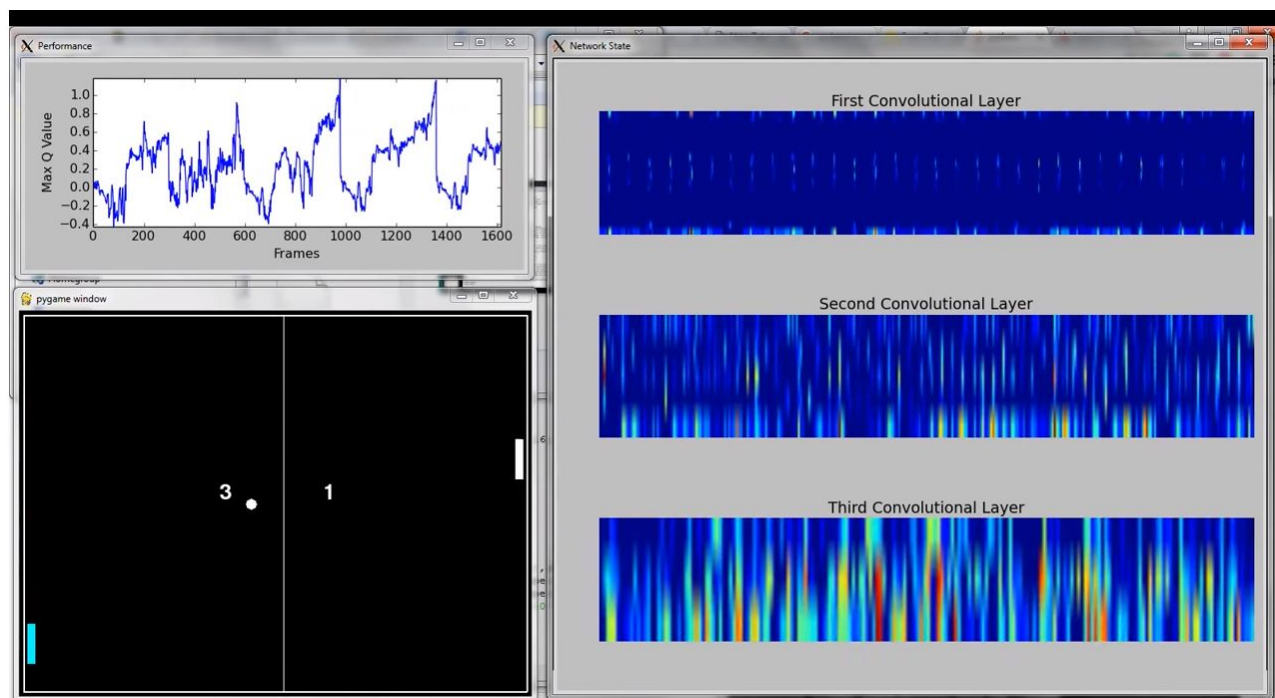 Performance
1.0
0.8
0.6
0.4
0.2
0.0
−0.2
−0.4
Max Q Value
0 200 400 600 800 1000 1200 1400 1600
Frames
Homegroup
pygame window
3 1
Network State
First Convolutional Layer
Second Convolutional Layer
Third Convolutional Layer